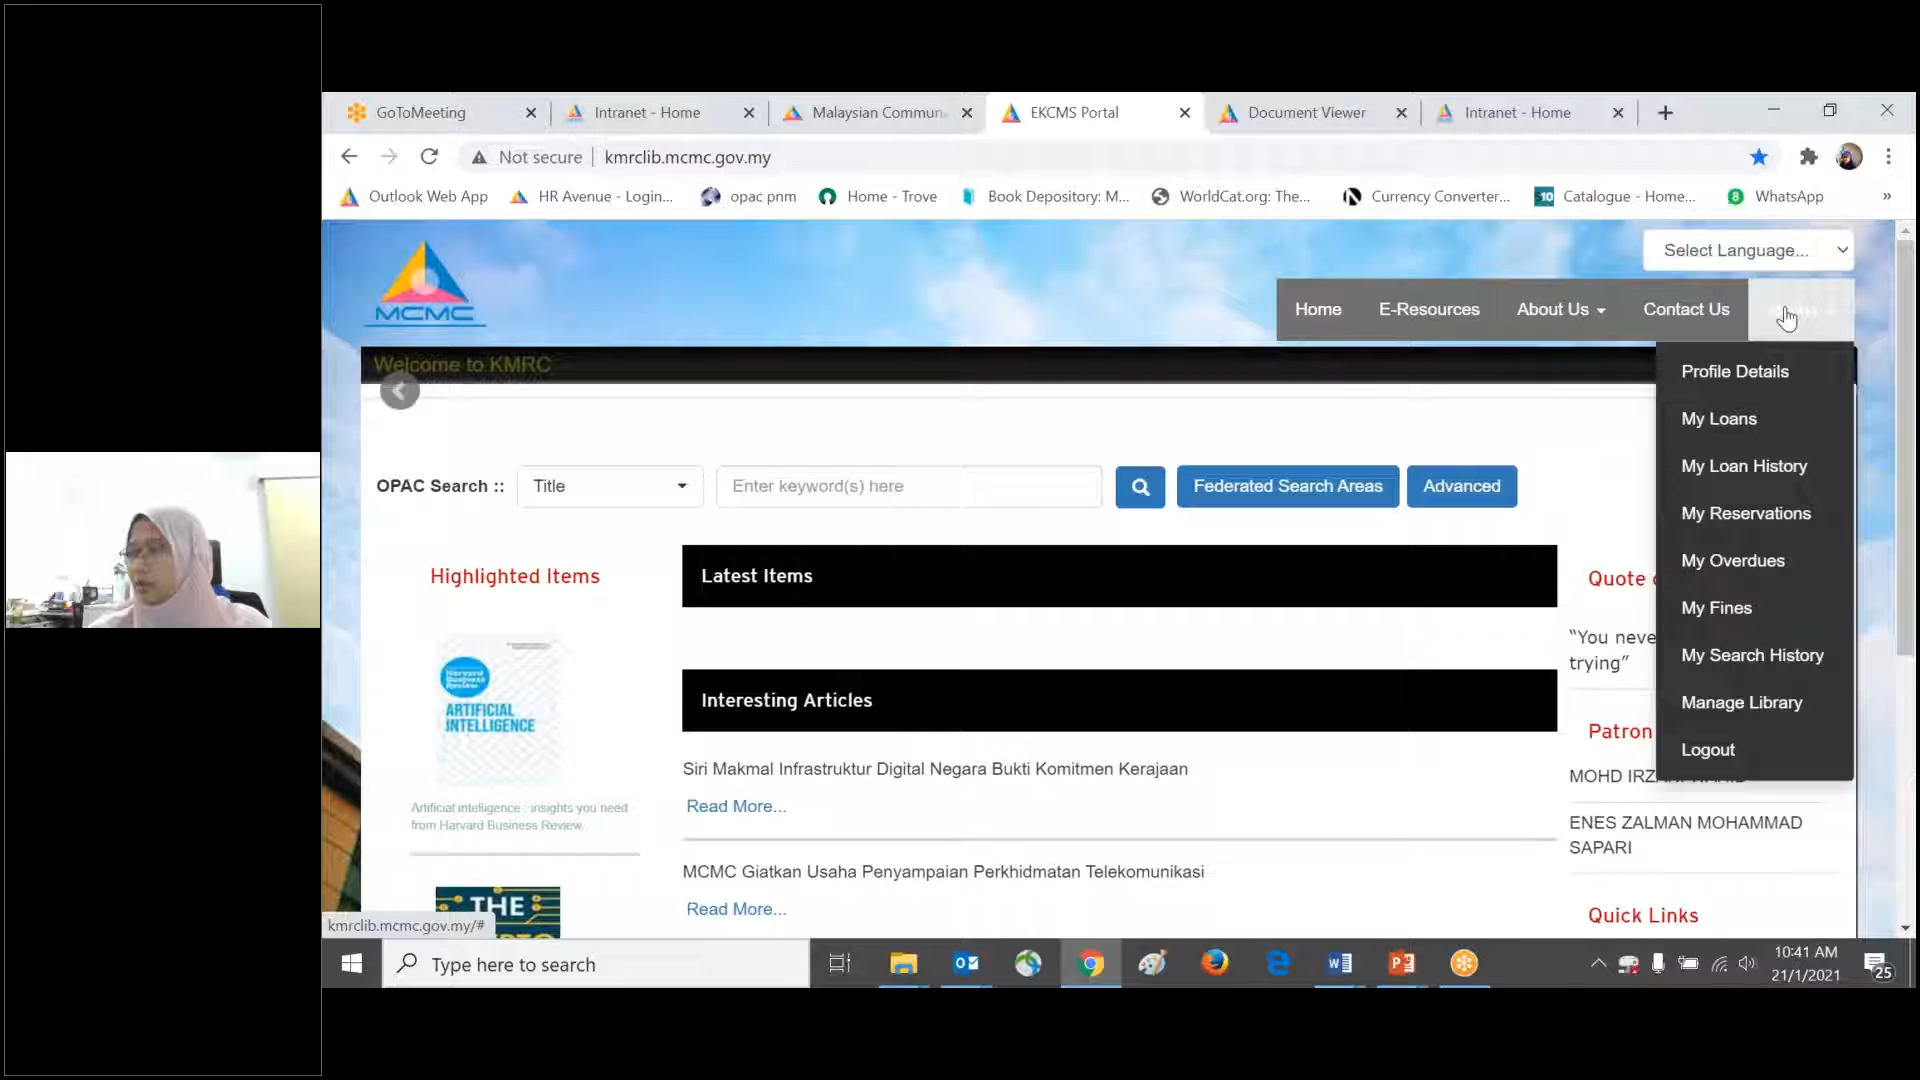 GoToMeeting
Intranet - Home
Malaysian Commun
EKCMS Portal
Document Viewer
Intranet - Home
Not secure
kmrclib.mcmc.gov.my
Outlook Web App
HR Avenue - Login...
opac pnm
Home - Trove
Book Depository: M...
WorldCat.org: The...
Currency Converter...
Catalogue - Home...
WhatsApp
»
Select Language...
MCMC
Home
E-Resources
About Us
Contact Us
Welcome to KMRC
Profile Details
My Loans
My Loan History
My Reservations
My Overdues
My Fines
My Search History
Manage Library
Logout
OPAC Search ::
Title
Enter keyword(s) here
Federated Search Areas
Advanced
Highlighted Items
Harvard
Business
Review
ARTIFICIAL
INTELLIGENCE
Artificial intelligence : insights you need
from Harvard Business Review.
THE
Latest Items
Interesting Articles
Siri Makmal Infrastruktur Digital Negara Bukti Komitmen Kerajaan
Read More...
MCMC Giatkan Usaha Penyampaian Perkhidmatan Telekomunikasi
Read More...
Quote
“You neve
trying”
Patron
MOHD
ENES ZALMAN MOHAMMAD
SAPARI
Quick Links
kmrclib.mcmc.gov.my/#
Type here to search
10:41 AM
21/1/2021
25